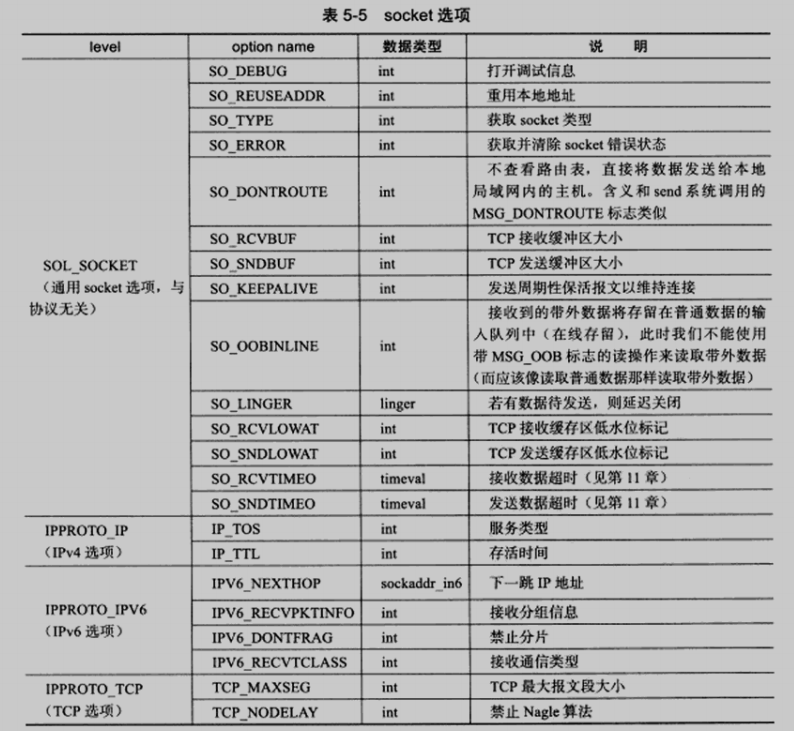 表 5-5 socket 选项
level option name 数据类型 说 明
SO_DEBUG int 打开调试信息
SO_REUSEADDR int 重用本地地址
SO_TYPE int 获取 socket 类型
SO_ERROR int 获取并清除 socket 错误状态
不查看路由表，直接将数据发送给本地
SO_DONTROUTE int 局域网内的主机。含义和 send 系统调用的
MSG_DONTROUTE 标志类似
SO_RCVBUF int TCP 接收缓冲区大小
SOL_SOCKET SO_SNDBUF int TCP 发送缓冲区大小
（通用 socket 选项，与 SO_KEEPALIVE int 发送周期性保活报文以维持连接
协议无关）
接收到的带外数据将存留在普通数据的输
SO_OOBINLINE int 入队列中（在线存留），此时我们不能使用
带 MSG_OOB 标志的读操作来读取带外数据
（而应该像读取普通数据那样读取带外数据）
SO_LINGER linger 若有数据待发送，则延迟关闭
SO_RCVLOWAT int TCP 接收缓存区低水位标记
SO_SNDLOWAT int TCP 发送缓存区低水位标记
SO_RCVTIMEO timeval 接收数据超时（见第 11 章）
SO_SNDTIMEO timeval 发送数据超时（见第 11 章）
IPPROTO_IP IP_TOS int 服务类型
（IPv4 选项） IP_TTL int 存活时间
IPV6_NEXTHOP sockaddr_in6 下一跳 IP 地址
IPPROTO_IPV6 IPV6_RECVPKTINFO int 接收分组信息
（IPv6 选项） IPV6_DONTFRAG int 禁止分片
IPV6_RECVTCLASS int 接收通信类型
IPPROTO_TCP TCP_MAXSEG int TCP 最大报文段大小
（TCP 选项） TCP_NODELAY int 禁止 Nagle 算法